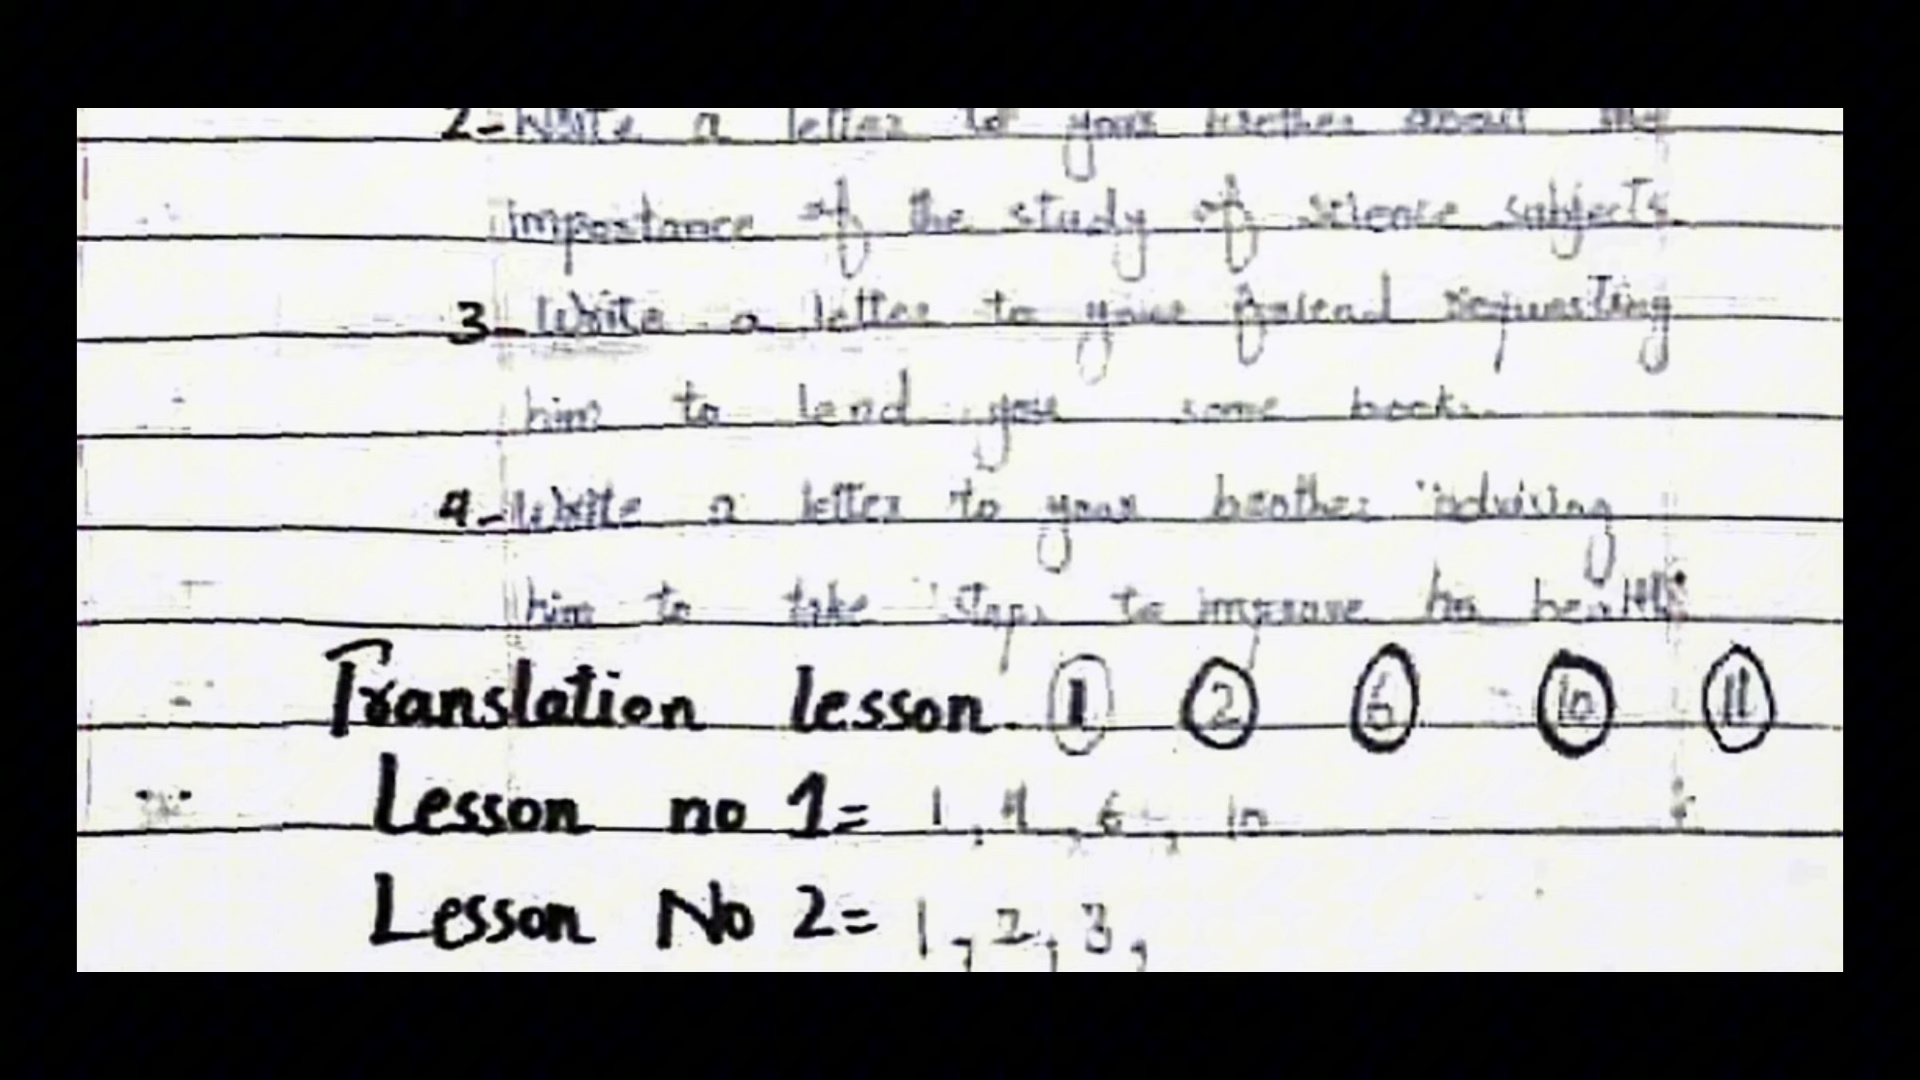 2- Write a letter to your brother about the
importance of the study of science subjects
3- Write a letter to your friend requesting
him to lend you some books.
4- Write a letter to your brother advising
him to take steps to improve his health
Translation lesson. 1 2 6 10 11
Lesson no 1= 1, 4, 6, 10
Lesson No 2= 1, 2, 3,